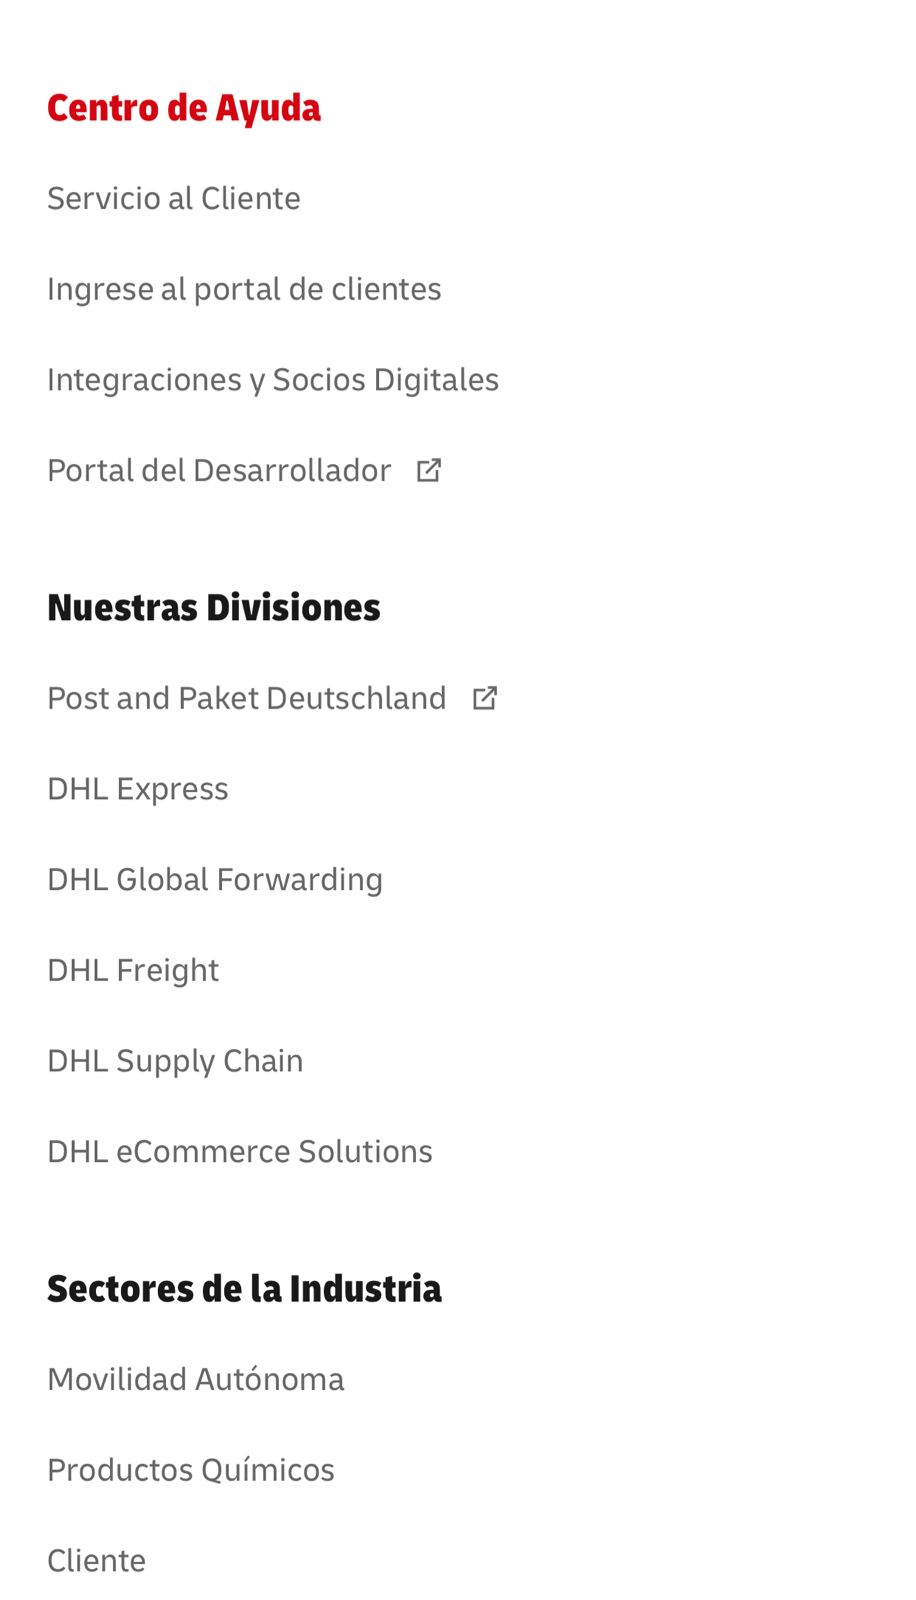 Centro de Ayuda
Servicio al Cliente
Ingrese al portal de clientes
Integraciones y Socios Digitales
Portal del Desarrollador
Nuestras Divisiones
Post and Paket Deutschland
DHL Express
DHL Global Forwarding
DHL Freight
DHL Supply Chain
DHL eCommerce Solutions
Sectores de la Industria
Movilidad Autónoma
Productos Químicos
Cliente